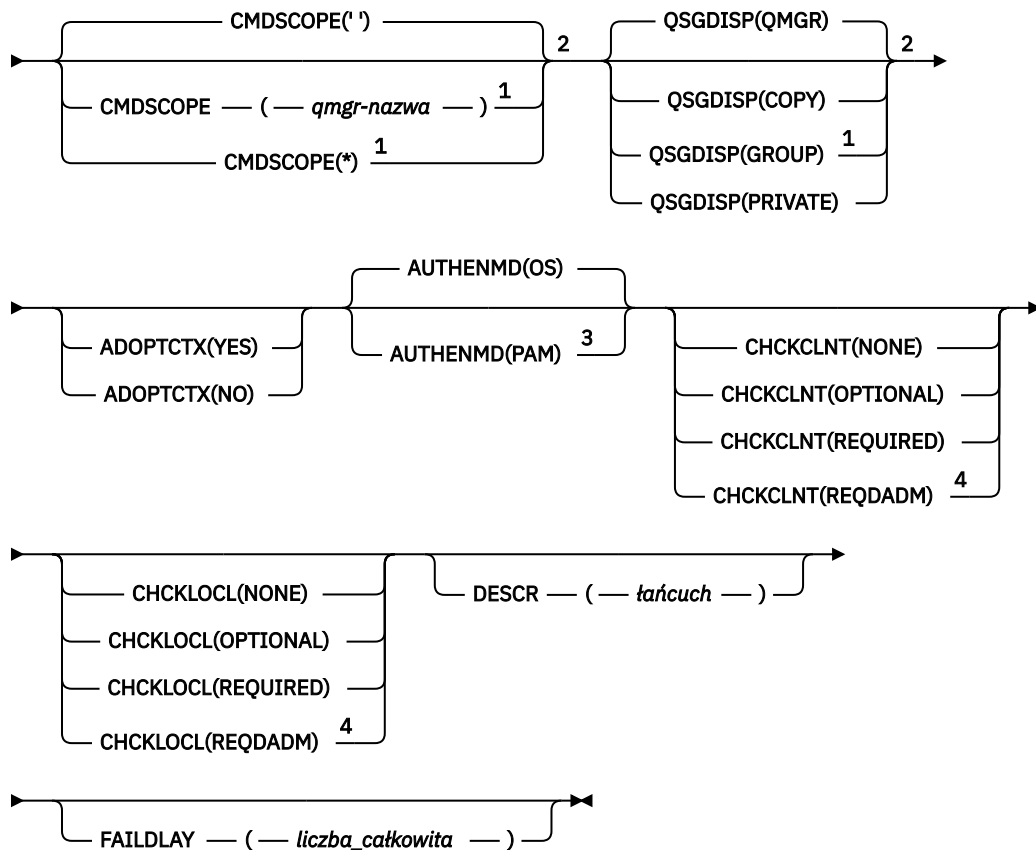 CMDSCOPE(' ')
2
CMDSCOPE ( qmgr-nazwa ) 1
CMDSCOPE(*) 1
QSGDISP(QMGR)
2
QSGDISP(COPY)
QSGDISP(GROUP) 1
QSGDISP(PRIVATE)
ADOPTCTX(YES)
ADOPTCTX(NO)
AUTHENMD(OS)
AUTHENMD(PAM) 3
CHCKCLNT(NONE)
CHCKCLNT(OPTIONAL)
CHCKCLNT(REQUIRED)
CHCKCLNT(REQDADM) 4
CHCKLOCL(NONE)
CHCKLOCL(OPTIONAL)
CHCKLOCL(REQUIRED)
CHCKLOCL(REQDADM) 4
DESCR ( łańcuch )
FAILDLAY ( liczba_całkowita )